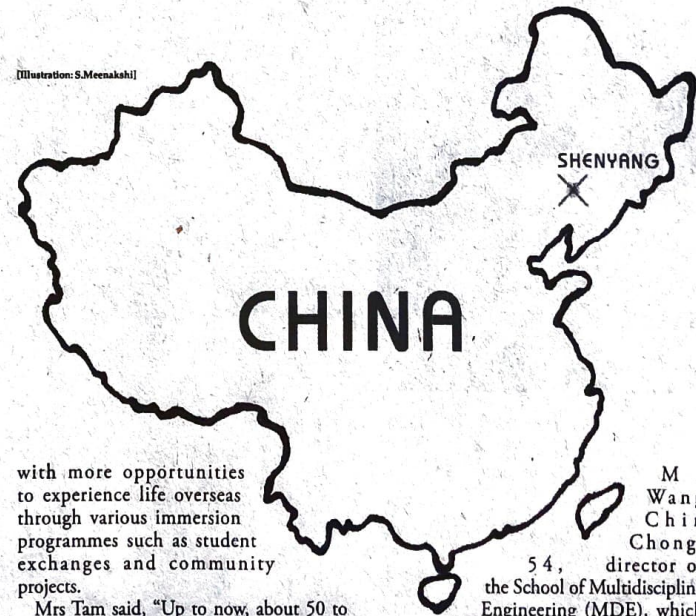 [Illustration: S.Meenakshi]
SHENYANG
CHINA
with more opportunities
to experience life overseas
through various immersion
programmes such as student
exchanges and community
projects.
Mrs Tam said, "Up to now, about 50 to
M
Wang
Chin
Chong
54, director o
the School of Multidisciplin
Engineering (MDE), which